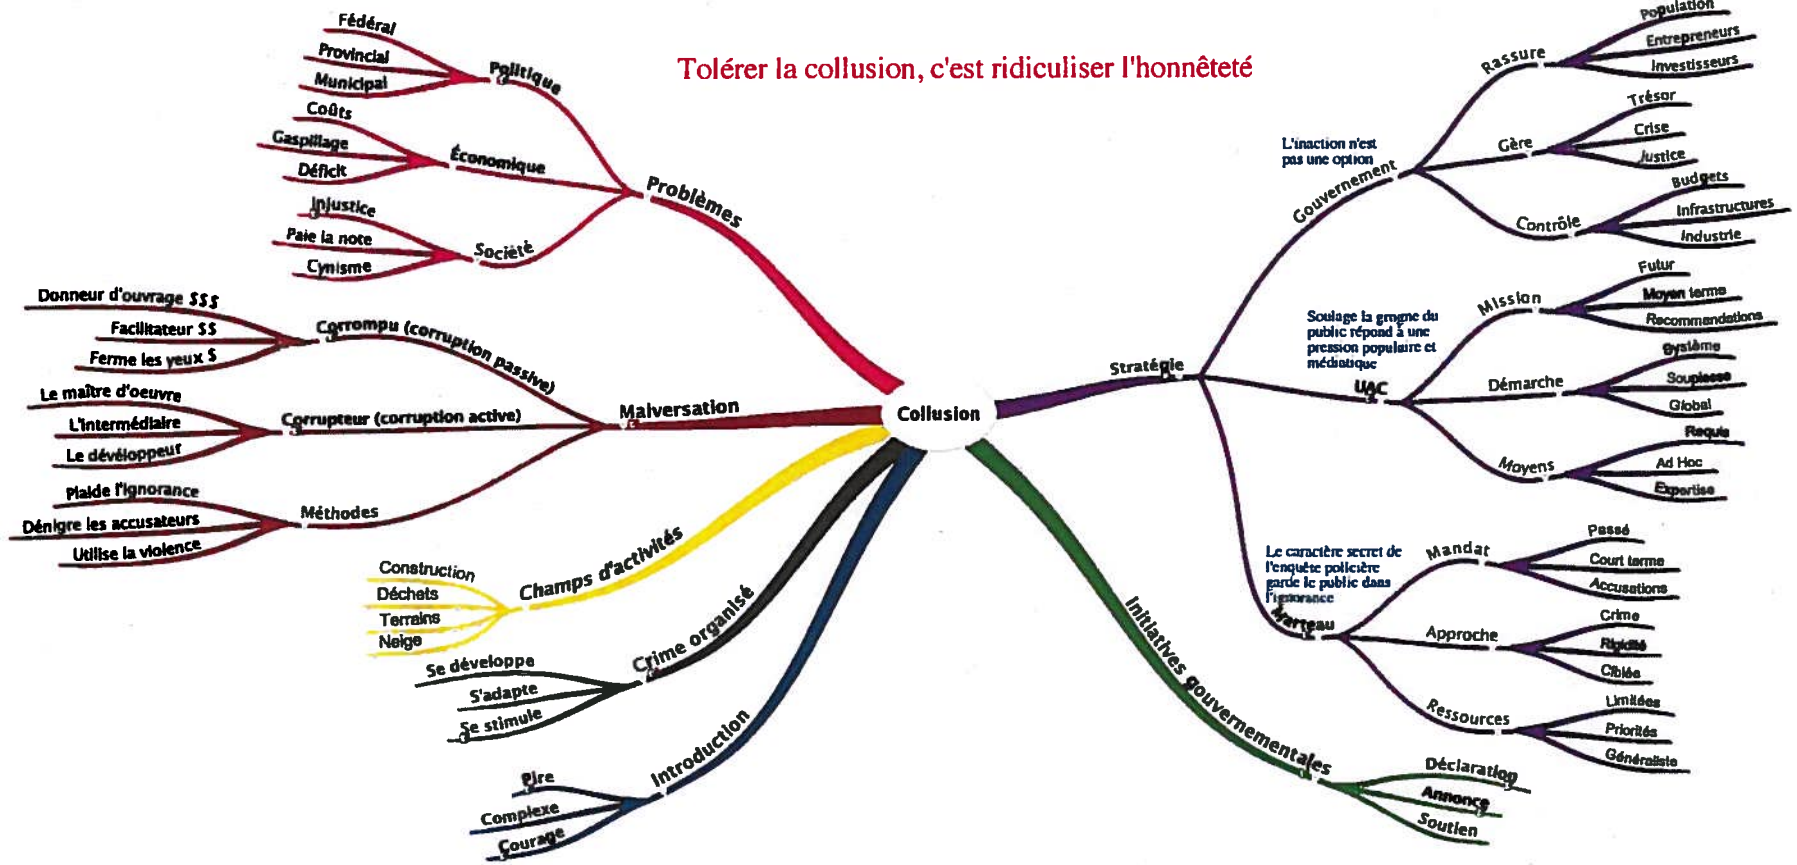 Tolérer la collusion, c'est ridiculiser l'honnêteté
Collusion
Problèmes
Politique
Fédéral
Provincial
Municipal
Économique
Coûts
Gaspillage
Déficit
Société
Injustice
Paie la note
Cynisme
Malversation
Corrompu (corruption passive)
Donneur d'ouvrage $$$
Facilitateur $$
Ferme les yeux $
Corrupteur (corruption active)
Le maître d'oeuvre
L'intermédiaire
Le dévéloppeur
Méthodes
Plaide l'ignorance
Dénigre les accusateurs
Utilise la violence
Champs d'activités
Construction
Déchets
Terrains
Neige
Crime organisé
Se développe
S'adapte
Se stimule
Introduction
Pire
Complexe
Courage
Stratégie
L'inaction n'est
pas une option
Gouvernement
Rassure
Population
Entrepreneurs
Investisseurs
Gère
Trésor
Crise
Justice
Contrôle
Budgets
Infrastructures
Industrie
Soulage la grogne du
public répond à une
pression populaire et
médiatique
UAC
Mission
Futur
Moyen terme
Recommendations
Démarche
Système
Souplesse
Global
Moyens
Requis
Ad Hoc
Expertise
Le caractère secret de
l'enquête policière
garde le public dans
l'ignorance
Marteau
Mandat
Passé
Court terme
Accusations
Approche
Crime
Rigidité
Ciblée
Ressources
Limitées
Priorités
Généraliste
Initiatives gouvernementales
Déclaration
Annonce
Soutien